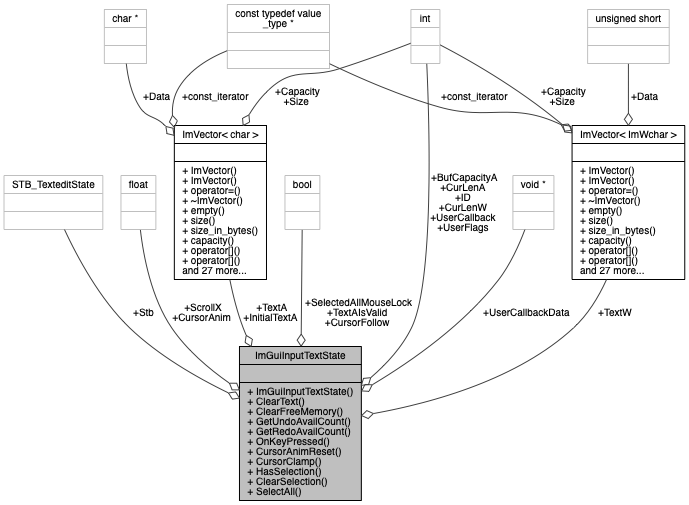 char *
const typedef value
_type *
int
unsigned short
+Data
+const_iterator
+Capacity
+Size
+const_iterator
+Capacity
+Size
+Data
ImVector< char >
+ ImVector()
+ ImVector()
+ operator=()
+ ~ImVector()
+ empty()
+ size()
+ size_in_bytes()
+ capacity()
+ operator[]()
+ operator[]()
and 27 more...
ImVector< ImWchar >
+ ImVector()
+ ImVector()
+ operator=()
+ ~ImVector()
+ empty()
+ size()
+ size_in_bytes()
+ capacity()
+ operator[]()
+ operator[]()
and 27 more...
STB_TexteditState
float
bool
void *
+BufCapacityA
+CurLenA
+ID
+CurLenW
+UserCallback
+UserFlags
+Stb
+ScrollX
+CursorAnim
+TextA
+InitialTextA
+SelectedAllMouseLock
+TextAIsValid
+CursorFollow
+UserCallbackData
+TextW
ImGuiInputTextState
+ ImGuiInputTextState()
+ ClearText()
+ ClearFreeMemory()
+ GetUndoAvailCount()
+ GetRedoAvailCount()
+ OnKeyPressed()
+ CursorAnimReset()
+ CursorClamp()
+ HasSelection()
+ ClearSelection()
+ SelectAll()